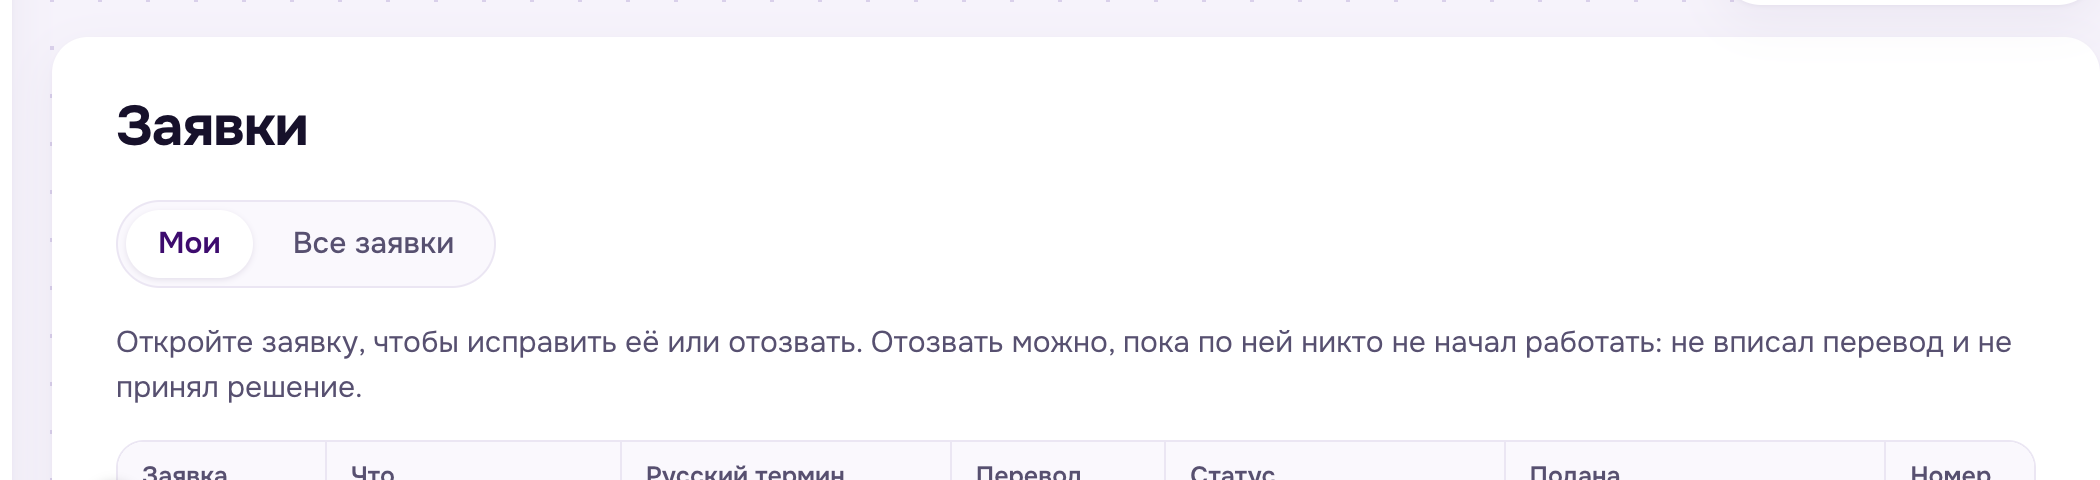 Заявки
Мои Все заявки
Откройте заявку, чтобы исправить её или отозвать. Отозвать можно, пока по ней никто не начал работать: не вписал перевод и не
принял решение.
Заявка Что Русский термин Перевод Статус Подана Номер